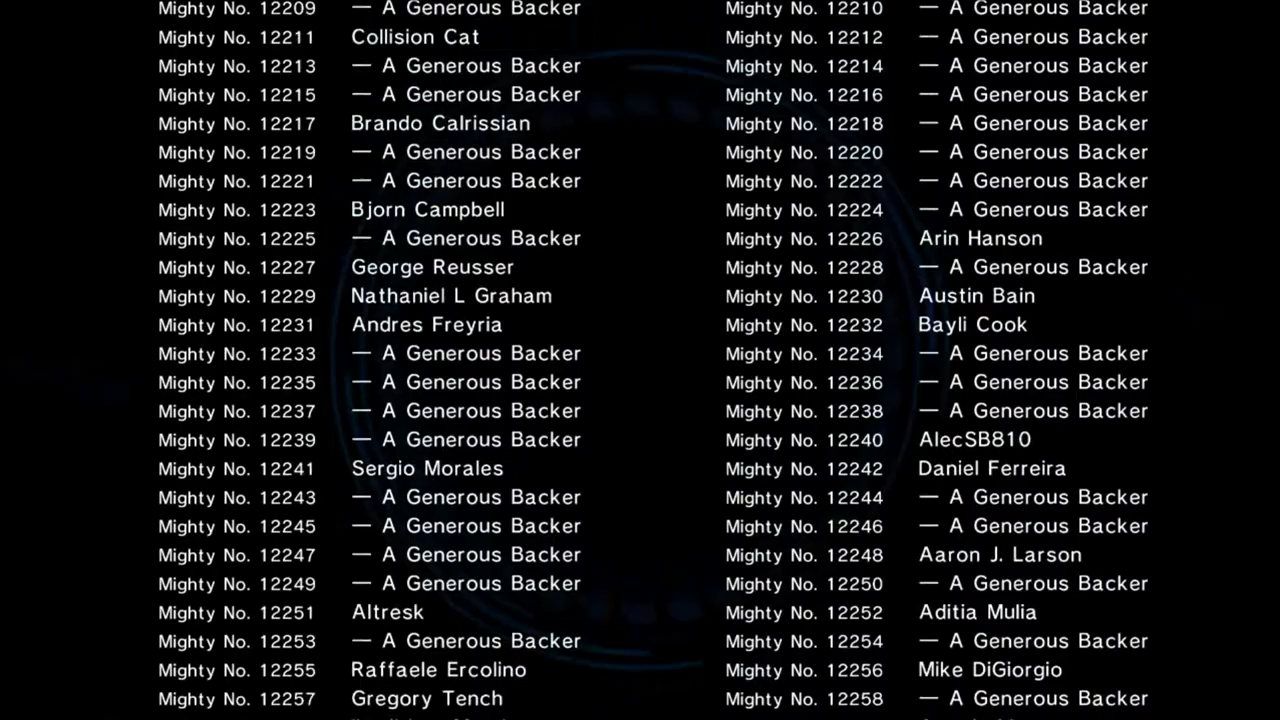 Mighty No. 12209 — A Generous Backer Mighty No. 12210 — A Generous Backer
Mighty No. 12211 Collision Cat Mighty No. 12212 — A Generous Backer
Mighty No. 12213 — A Generous Backer Mighty No. 12214 — A Generous Backer
Mighty No. 12215 — A Generous Backer Mighty No. 12216 — A Generous Backer
Mighty No. 12217 Brando Calrissian Mighty No. 12218 — A Generous Backer
Mighty No. 12219 — A Generous Backer Mighty No. 12220 — A Generous Backer
Mighty No. 12221 — A Generous Backer Mighty No. 12222 — A Generous Backer
Mighty No. 12223 Bjorn Campbell Mighty No. 12224 — A Generous Backer
Mighty No. 12225 — A Generous Backer Mighty No. 12226 Arin Hanson
Mighty No. 12227 George Reusser Mighty No. 12228 — A Generous Backer
Mighty No. 12229 Nathaniel L Graham Mighty No. 12230 Austin Bain
Mighty No. 12231 Andres Freyria Mighty No. 12232 Bayli Cook
Mighty No. 12233 — A Generous Backer Mighty No. 12234 — A Generous Backer
Mighty No. 12235 — A Generous Backer Mighty No. 12236 — A Generous Backer
Mighty No. 12237 — A Generous Backer Mighty No. 12238 — A Generous Backer
Mighty No. 12239 — A Generous Backer Mighty No. 12240 AlecSB810
Mighty No. 12241 Sergio Morales Mighty No. 12242 Daniel Ferreira
Mighty No. 12243 — A Generous Backer Mighty No. 12244 — A Generous Backer
Mighty No. 12245 — A Generous Backer Mighty No. 12246 — A Generous Backer
Mighty No. 12247 — A Generous Backer Mighty No. 12248 Aaron J. Larson
Mighty No. 12249 — A Generous Backer Mighty No. 12250 — A Generous Backer
Mighty No. 12251 Altresk Mighty No. 12252 Aditia Mulia
Mighty No. 12253 — A Generous Backer Mighty No. 12254 — A Generous Backer
Mighty No. 12255 Raffaele Ercolino Mighty No. 12256 Mike DiGiorgio
Mighty No. 12257 Gregory Tench Mighty No. 12258 — A Generous Backer